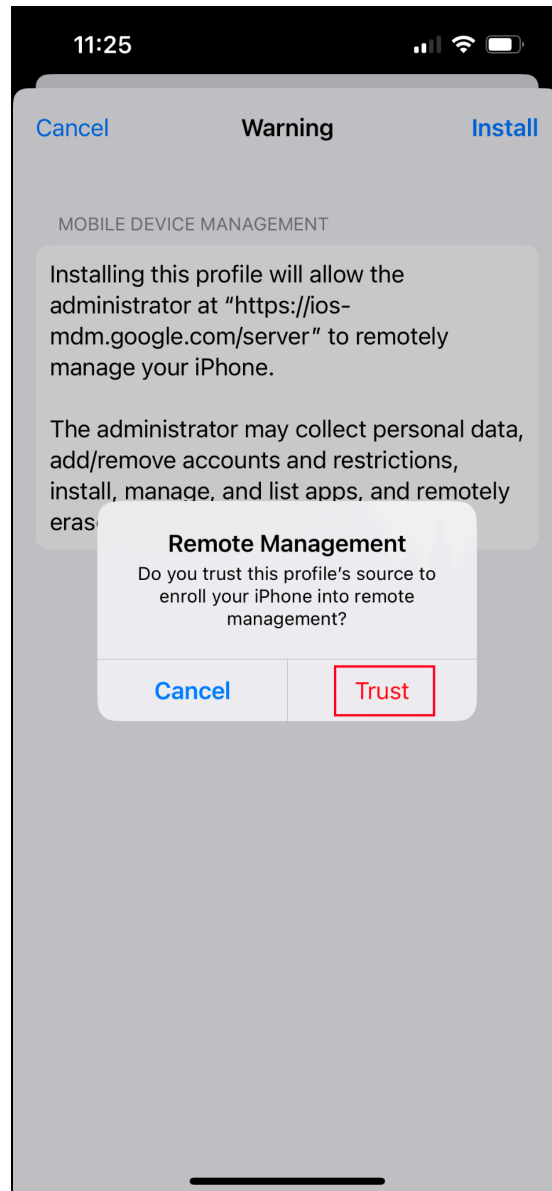 11:25
Cancel
Warning
Install
MOBILE DEVICE MANAGEMENT
Installing this profile will allow the
administrator at “https://ios-
mdm.google.com/server” to remotely
manage your iPhone.
The administrator may collect personal data,
add/remove accounts and restrictions,
install, manage, and list apps, and remotely
eras
Remote Management
Do you trust this profile’s source to
enroll your iPhone into remote
management?
Cancel
Trust